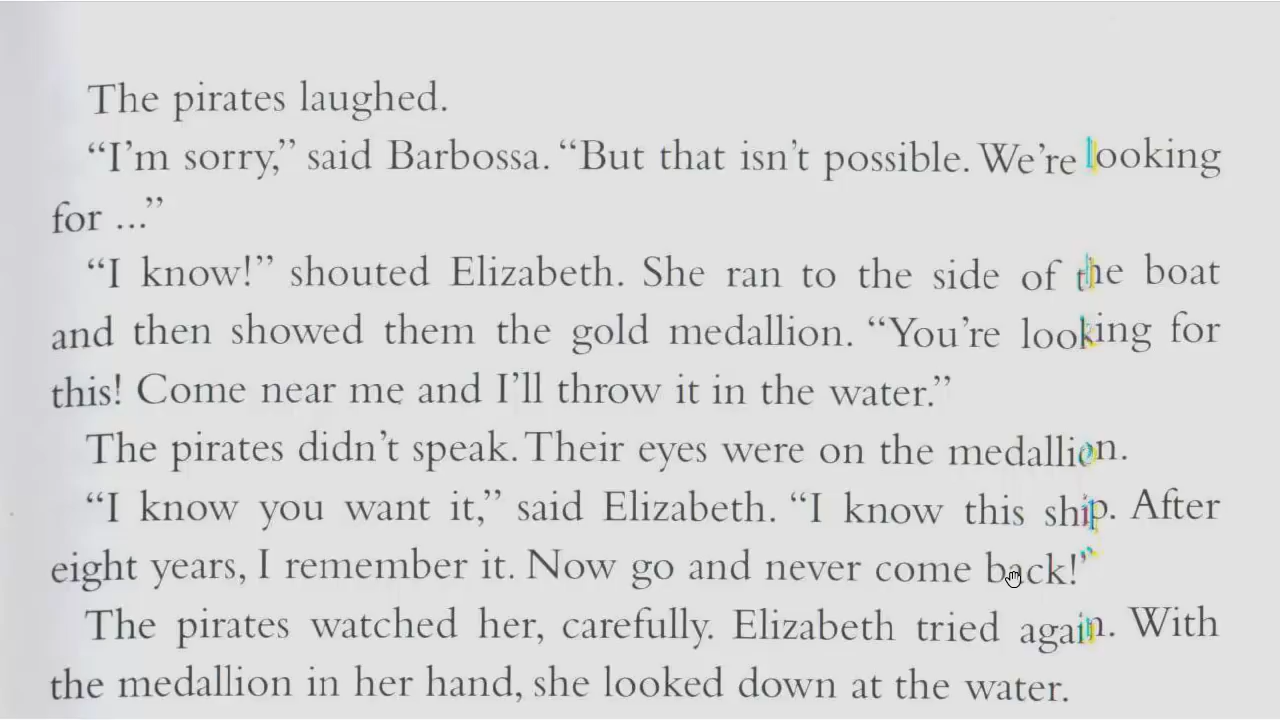 The pirates laughed.
“I’m sorry,” said Barbossa. “But that isn’t possible. We’re looking
for ...”
“I know!” shouted Elizabeth. She ran to the side of the boat
and then showed them the gold medallion. “You’re looking for
this! Come near me and I’ll throw it in the water.”
The pirates didn’t speak. Their eyes were on the medallion.
“I know you want it,” said Elizabeth. “I know this ship. After
eight years, I remember it. Now go and never come back!”
The pirates watched her, carefully. Elizabeth tried again. With
the medallion in her hand, she looked down at the water.